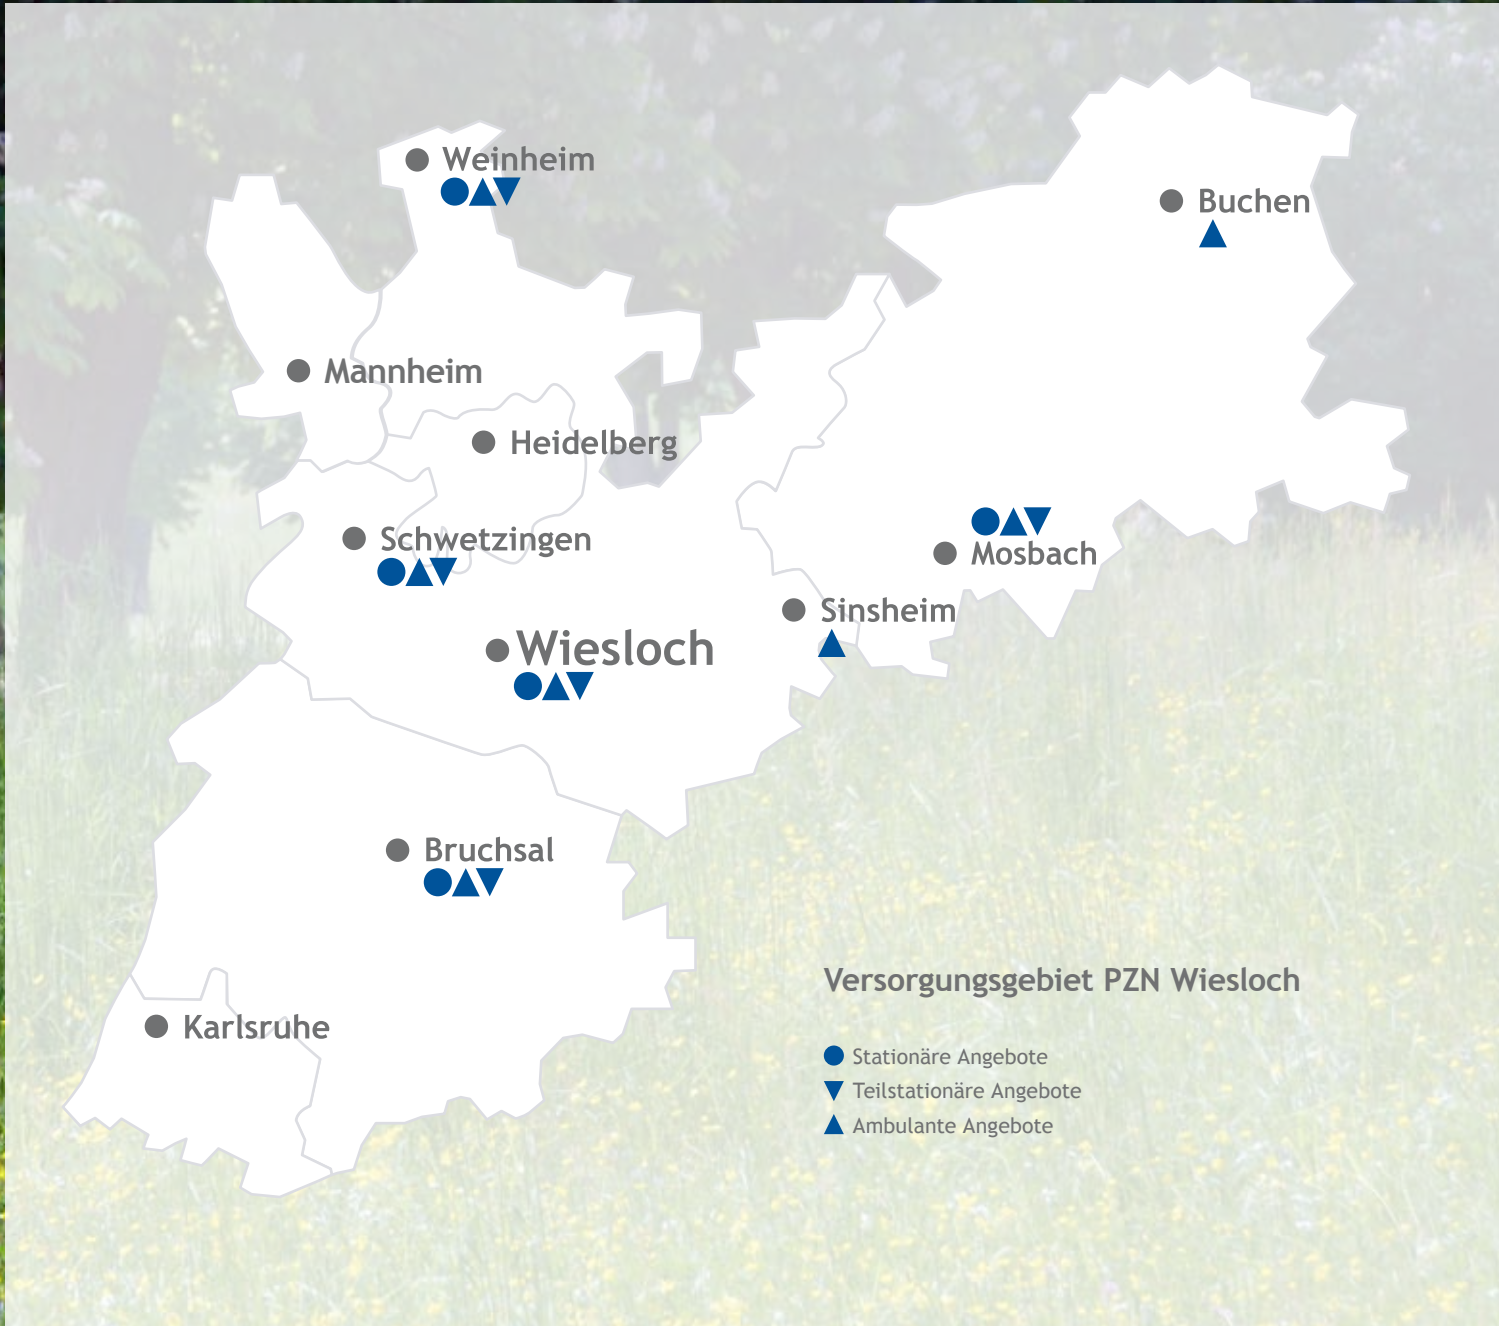 Weinheim
Buchen
Mannheim
Heidelberg
Schwetzingen
Mosbach
Sinsheim
Wiesloch
Bruchsal
Versorgungsgebiet PZN Wiesloch
Karlsruhe
Stationäre Angebote
Teilstationäre Angebote
Ambulante Angebote